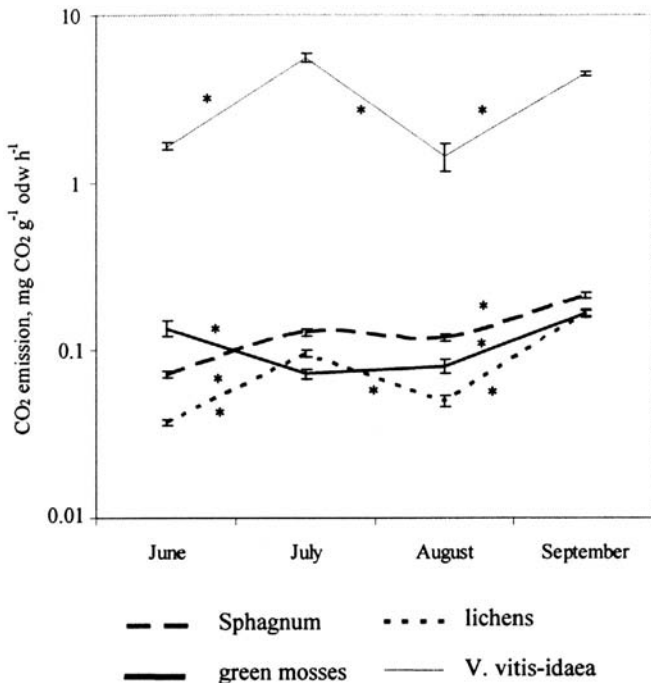 10
1
0.1
0.01
CO₂ emission, mg CO₂ g⁻¹ odw h⁻¹
* * *
*
*
*
*
*
*
*
June July August September
Sphagnum lichens
green mosses V. vitis-idaea